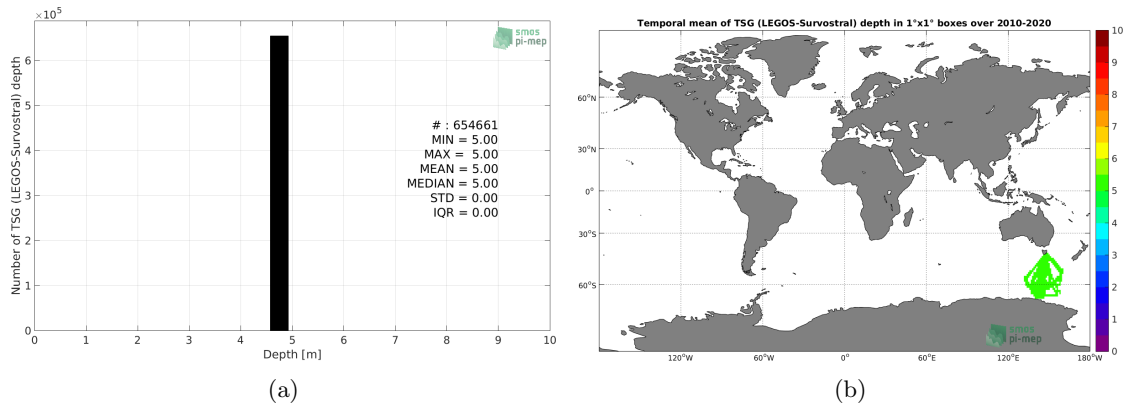 ×10⁵
smos
pi-mep
Number of TSG (LEGOS-Survostral) depth
6
5
4
3
2
1
0
# : 654661
MIN = 5.00
MAX = 5.00
MEAN = 5.00
MEDIAN = 5.00
STD = 0.00
IQR = 0.00
0 1 2 3 4 5 6 7 8 9 10
Depth [m]
(a)
Temporal mean of TSG (LEGOS-Survostral) depth in 1°x1° boxes over 2010-2020
60°N
30°N
0°
30°S
60°S
120°W 60°W 0° 60°E 120°E 180°W
smos
pi-mep
10
9
8
7
6
5
4
3
2
1
0
(b)